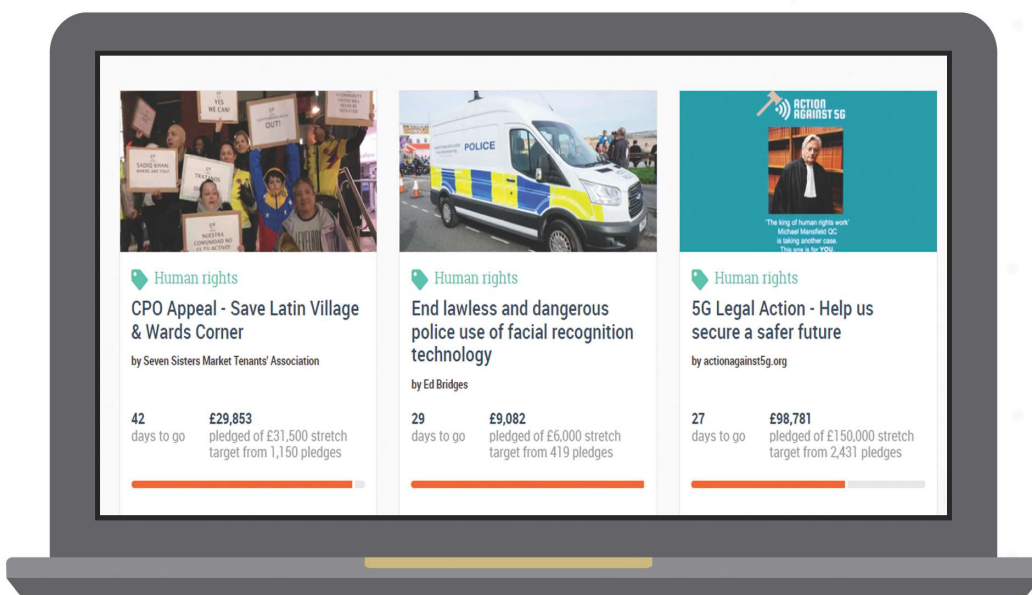 YES
WE CAN!
OUT!
SADIQ KHAN
WHERE ARE YOU?
NUESTRA
COMUNIDAD NO
POLICE
ACTION
AGAINST 5G
'The king of human rights work'
Michael Mansfield QC
is taking another case.
This one is for YOU.
Human rights
CPO Appeal - Save Latin Village
& Wards Corner
by Seven Sisters Market Tenants' Association
42
days to go
£29,853
pledged of £31,500 stretch
target from 1,150 pledges
Human rights
End lawless and dangerous
police use of facial recognition
technology
by Ed Bridges
29
days to go
£9,082
pledged of £6,000 stretch
target from 419 pledges
Human rights
5G Legal Action - Help us
secure a safer future
by actionagainst5g.org
27
days to go
£98,781
pledged of £150,000 stretch
target from 2,431 pledges